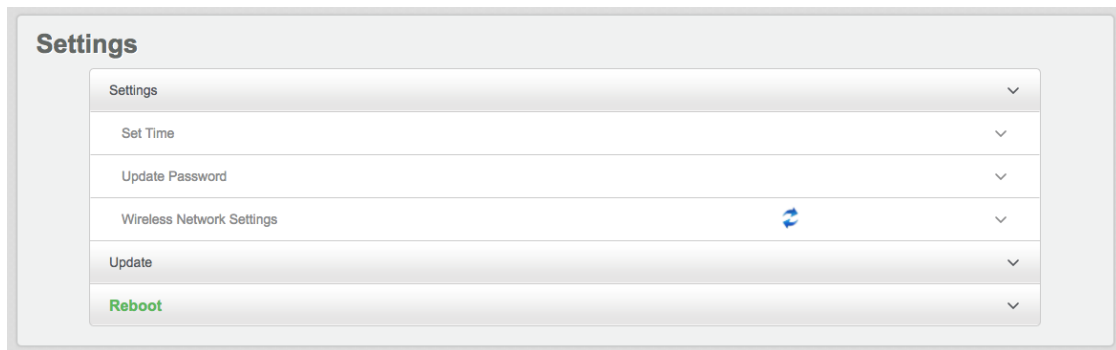 Settings
Settings
Set Time
Update Password
Wireless Network Settings
Update
Reboot